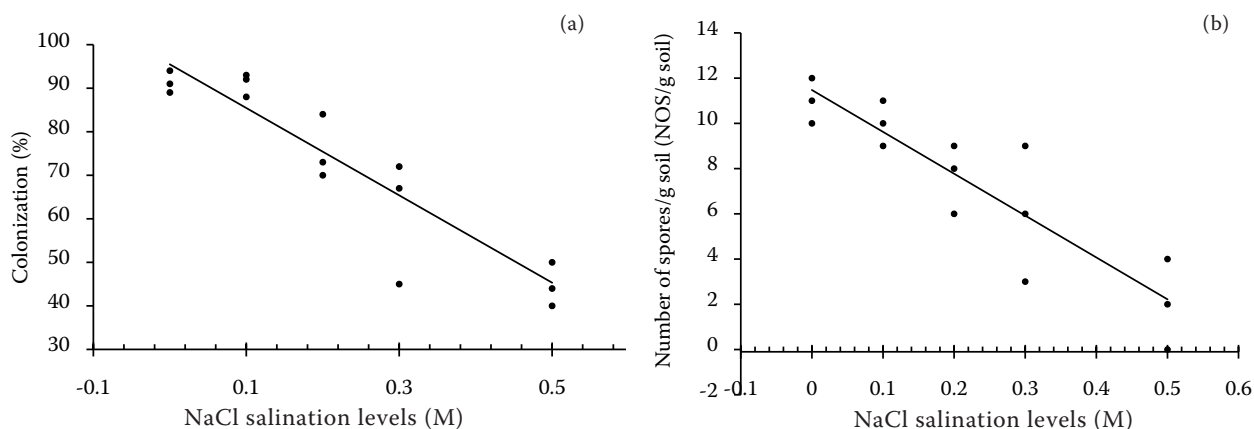 (a)
Colonization (%)
100
90
80
70
60
50
40
30
-0.1 0.1 0.3 0.5
NaCl salination levels (M)
(b)
Number of spores/g soil (NOS/g soil)
14
12
10
8
6
4
2
0
-2
-0.1 0 0.1 0.2 0.3 0.4 0.5 0.6
NaCl salination levels (M)